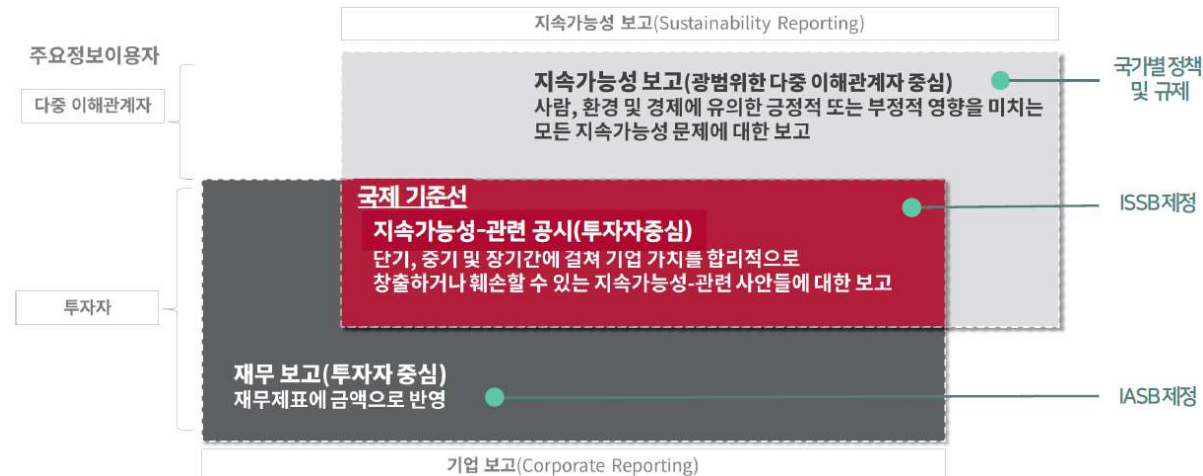 지속가능성 보고(Sustainability Reporting)
주요정보이용자
다중 이해관계자
지속가능성 보고(광범위한 다중 이해관계자 중심)
사람, 환경 및 경제에 유의한 긍정적 또는 부정적 영향을 미치는
모든 지속가능성 문제에 대한 보고
국가별 정책
및 규제
국제 기준선
지속가능성-관련 공시(투자자중심)
단기, 중기 및 장기간에 걸쳐 기업 가치를 합리적으로
창출하거나 훼손할 수 있는 지속가능성-관련 사안들에 대한 보고
ISSB 제정
투자자
재무 보고(투자자 중심)
재무제표에 금액으로 반영
IASB 제정
기업 보고(Corporate Reporting)